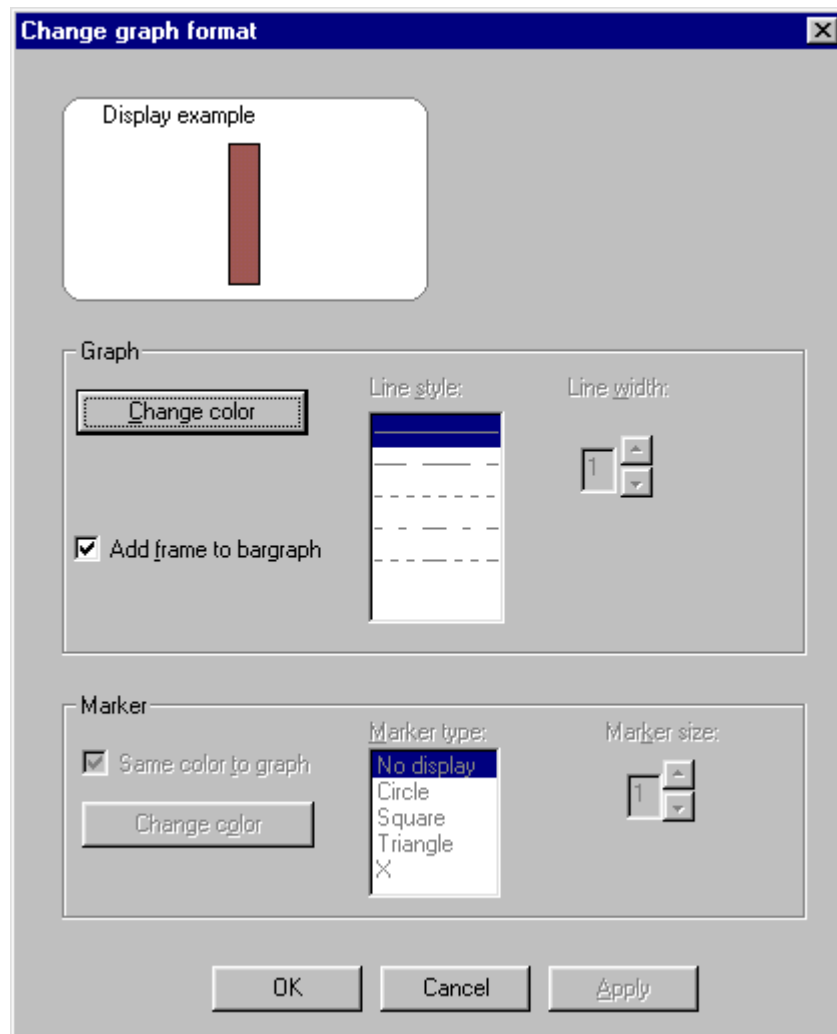 Change graph format
Display example
Graph
Change color
Line style:
Line width:
1
Add frame to bargraph
Marker
Same color to graph
Change color
Marker type:
No display
Circle
Square
Triangle
X
Marker size:
1
OK
Cancel
Apply